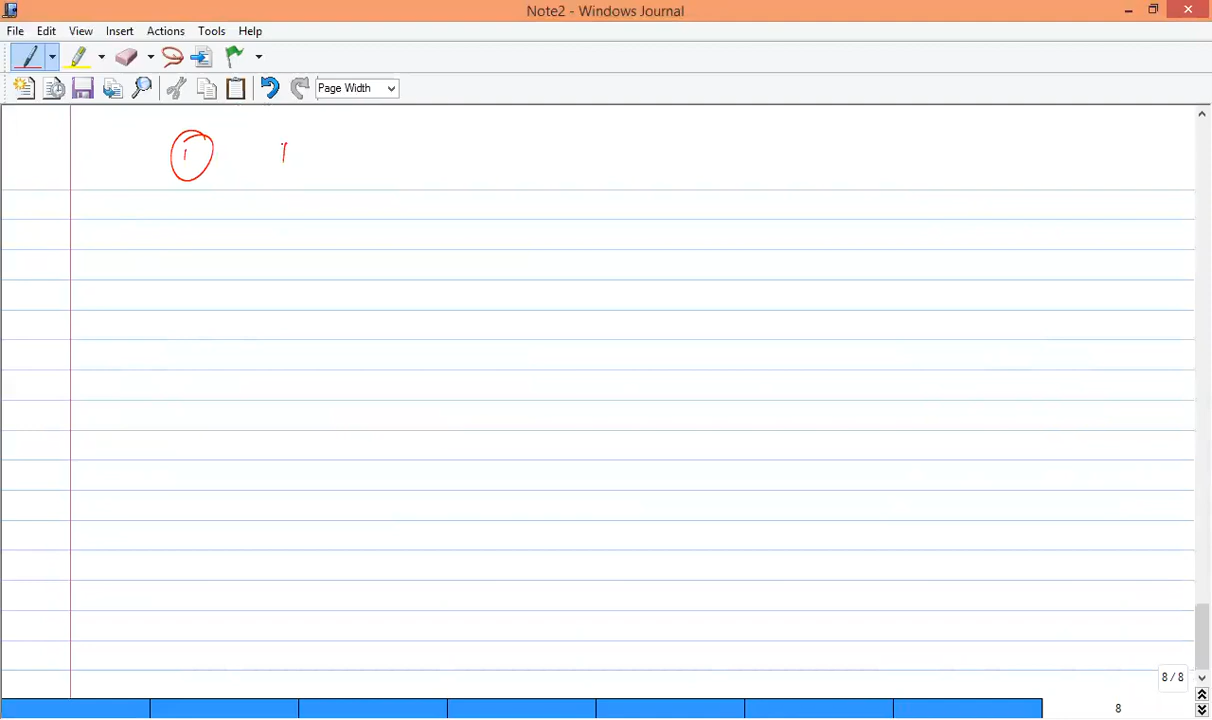 Note2 - Windows Journal
File Edit View Insert Actions Tools Help
Page Width
1
8 / 8
8